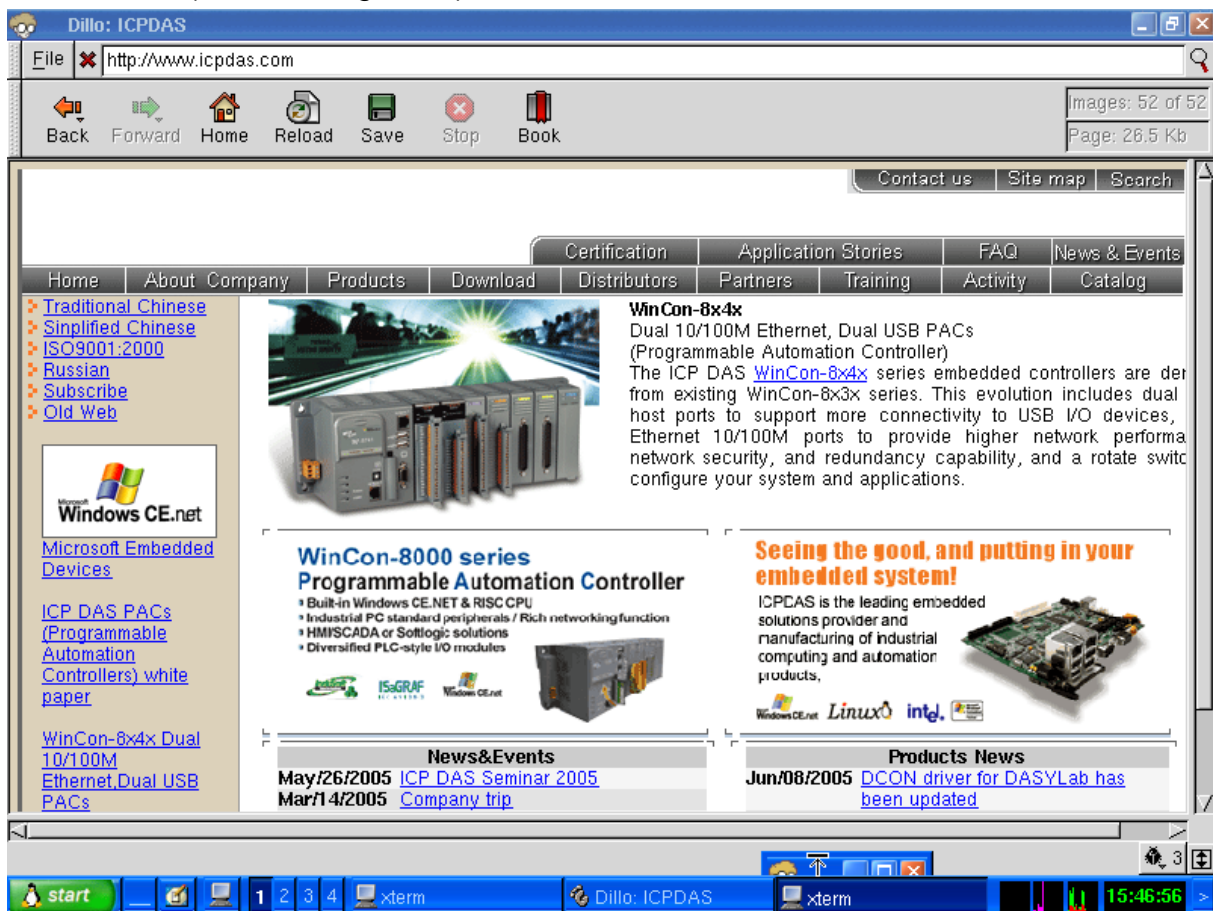 Dillo: ICPDAS
File http://www.icpdas.com
Back Forward Home Reload Save Stop Book
Images: 52 of 52
Page: 26.5 Kb
Contact us Site map Search
Certification Application Stories FAQ News & Events
Home About Company Products Download Distributors Partners Training Activity Catalog
Traditional Chinese
Sinplified Chinese
ISO9001:2000
Russian
Subscribe
Old Web
Microsoft
Windows CE.net
Microsoft Embedded
Devices
ICP DAS PACs
(Programmable
Automation
Controllers) white
paper
WinCon-8x4x Dual
10/100M
Ethernet,Dual USB
PACs
WinCon-8x4x
Dual 10/100M Ethernet, Dual USB PACs
(Programmable Automation Controller)
The ICP DAS WinCon-8x4x series embedded controllers are der
from existing WinCon-8x3x series. This evolution includes dual
host ports to support more connectivity to USB I/O devices,
Ethernet 10/100M ports to provide higher network performa
network security, and redundancy capability, and a rotate switc
configure your system and applications.
WinCon-8000 series
Programmable Automation Controller
Built-in Windows CE.NET & RISC CPU
Industrial PC standard peripherals / Rich networking function
HMI/SCADA or Softlogic solutions
Diversified PLC-style I/O modules
ISaGRAF
Windows CE.net
Seeing the good, and putting in your
embedded system!
ICPDAS is the leading embedded
solutions provider and
manufacturing of industrial
computing and automation
products,
Windows CE.net Linux intel.
News&Events
May/26/2005 ICP DAS Seminar 2005
Mar/14/2005 Company trip
Products News
Jun/08/2005 DCON driver for DASYLab has
been updated
3
start 1 2 3 4 xterm Dillo: ICPDAS xterm 15:46:56 >